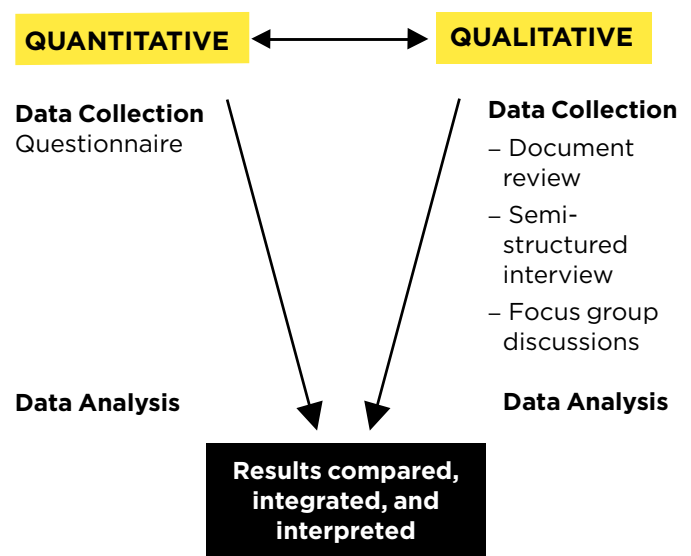 QUANTITATIVE
QUALITATIVE
Data Collection
Questionnaire
Data Collection
– Document
review
– Semi-
structured
interview
– Focus group
discussions
Data Analysis
Data Analysis
Results compared,
integrated, and
interpreted